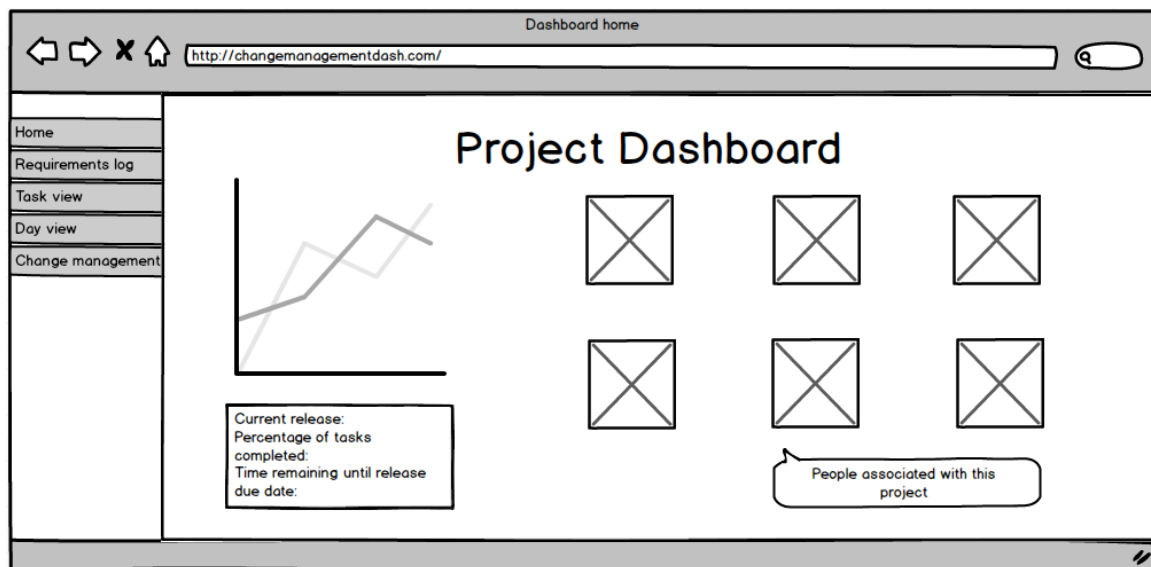 Dashboard home
http://changemanagementdash.com/
Home
Requirements log
Task view
Day view
Change management
Project Dashboard
Current release:
Percentage of tasks
completed:
Time remaining until release
due date:
People associated with this
project